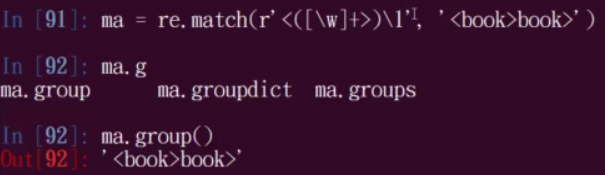 In [91]: ma = re.match(r'<([\w]+>)\1', '<book>book>')
In [92]: ma.g
ma.group ma.groupdict ma.groups
In [92]: ma.group()
Out[92]: '<book>book>'